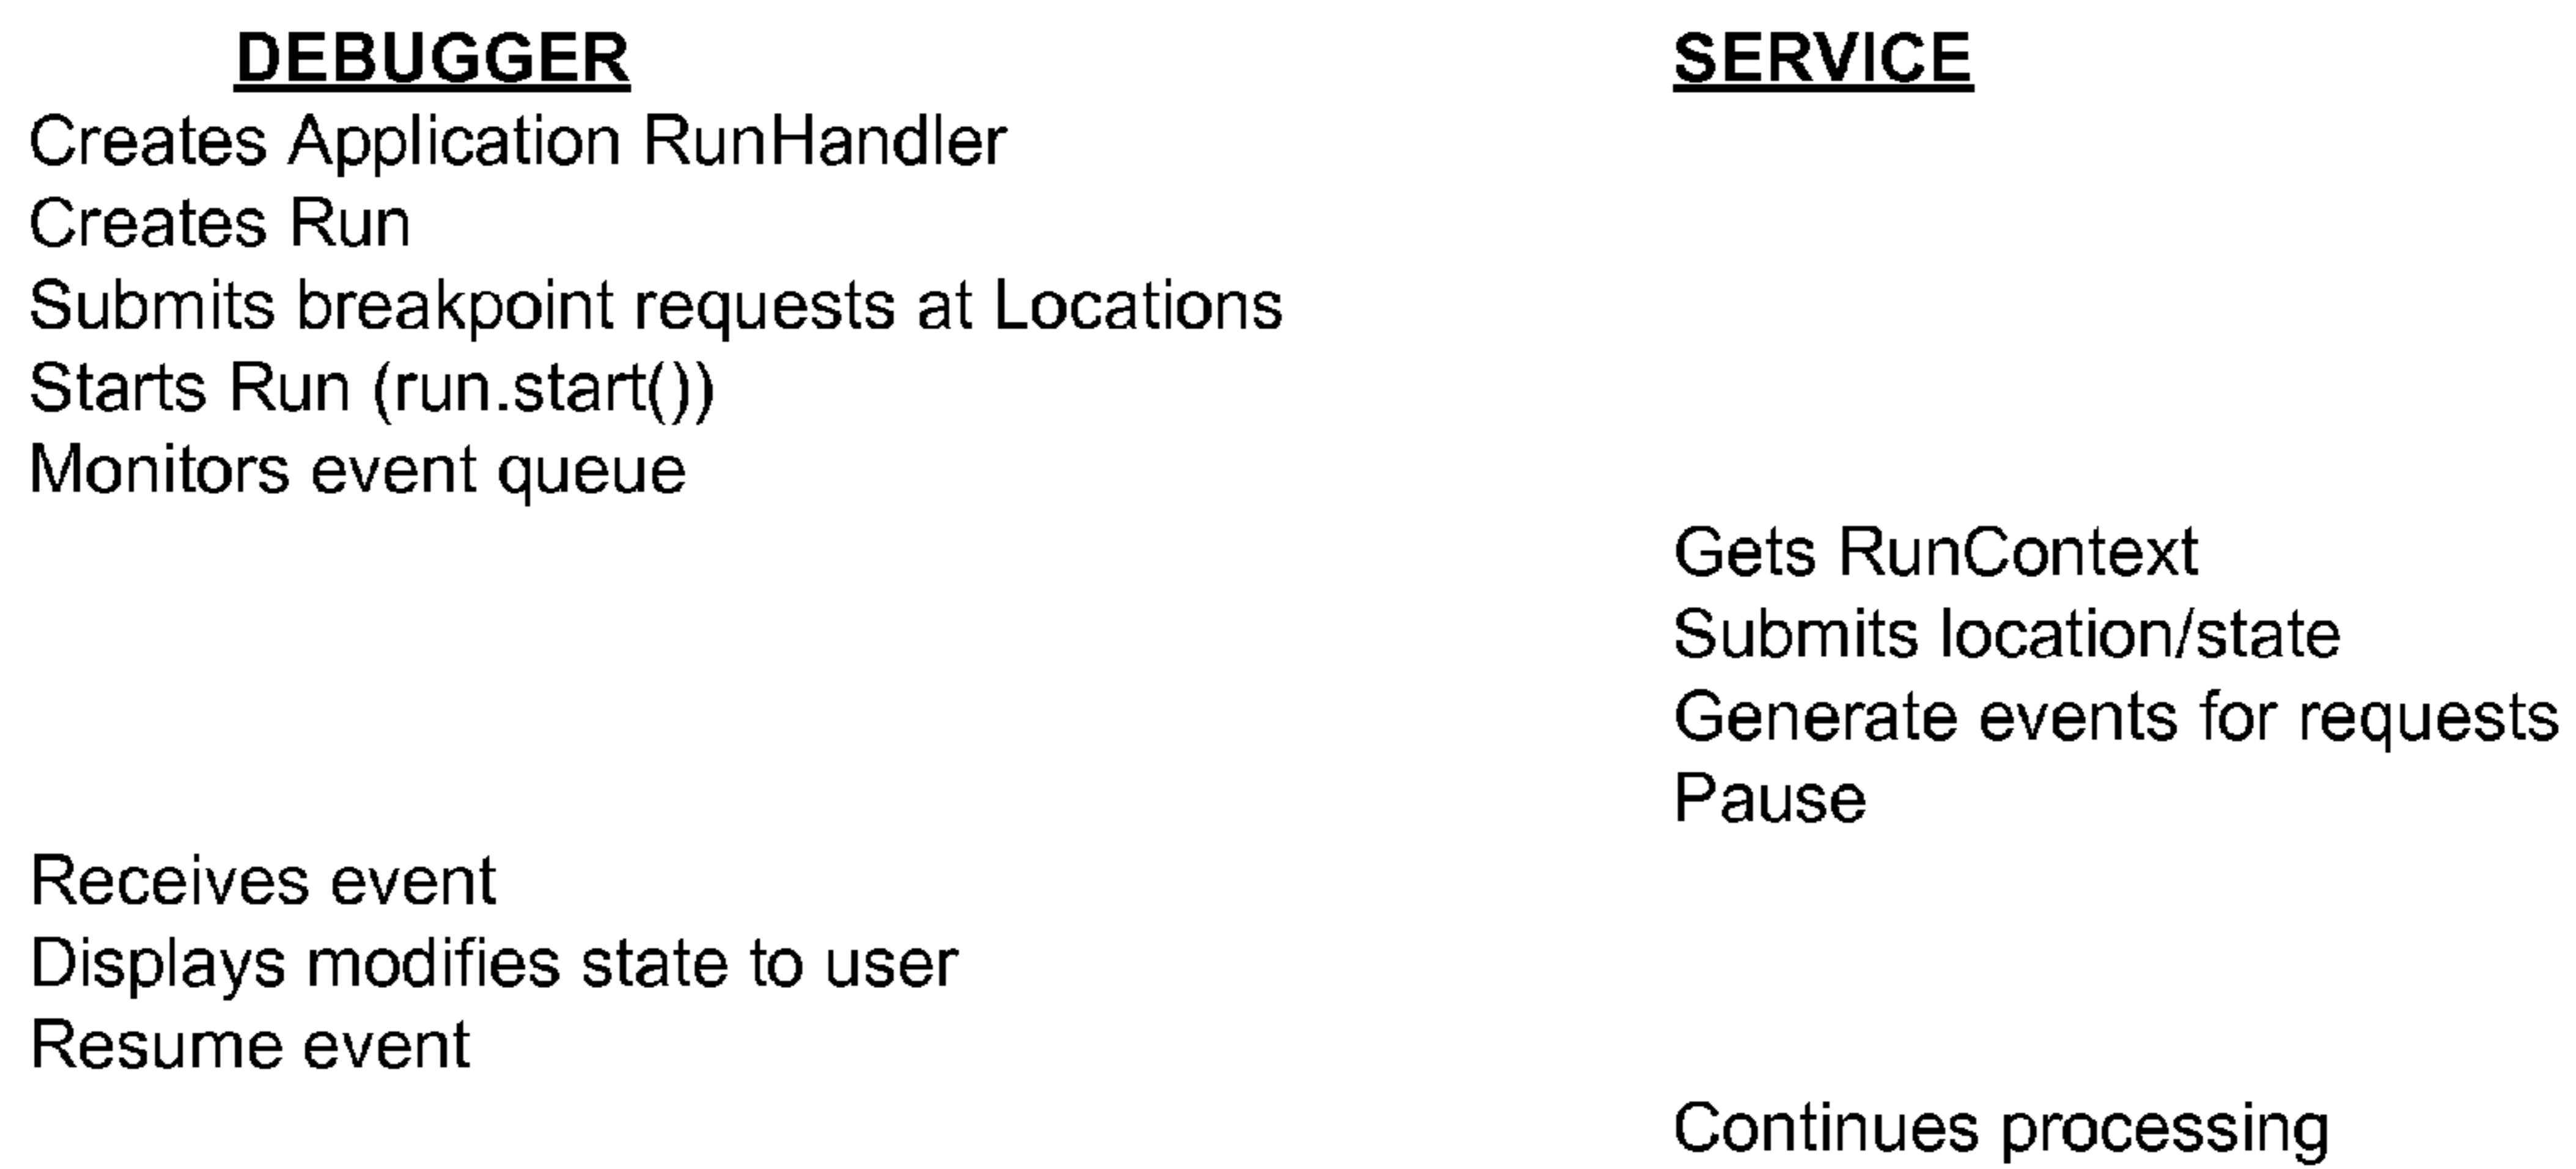 DEBUGGER SERVICE
Creates Application RunHandler
Creates Run
Submits breakpoint requests at Locations
Starts Run (run.start())
Monitors event queue
Gets RunContext
Submits location/state
Generate events for requests
Pause
Receives event
Displays modifies state to user
Resume event
Continues processing